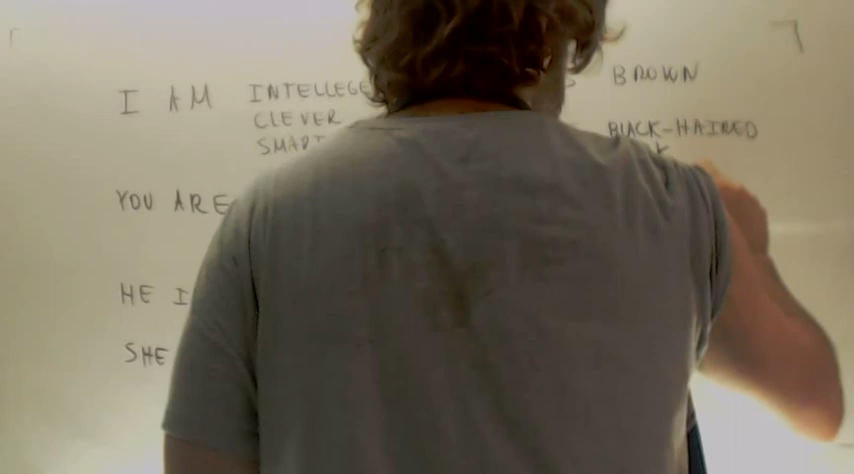 I AM INTELLEGE BROWN
CLEVER
BLACK-HAIRED
SMART
YOU ARE
HE I
SHE